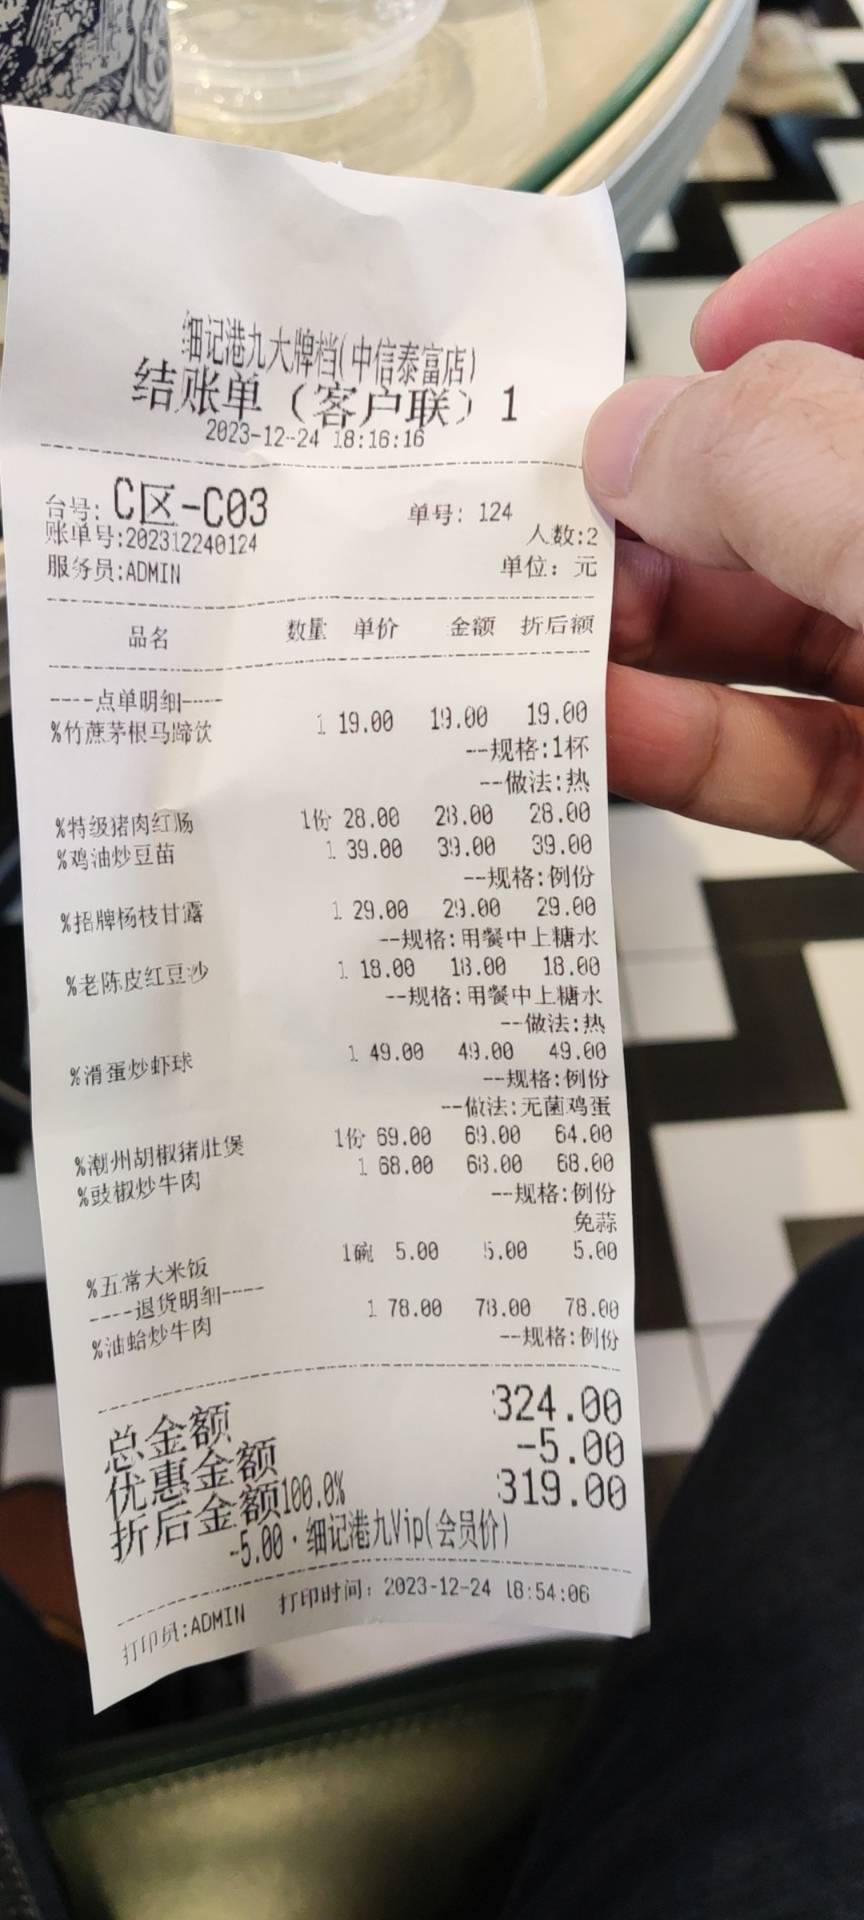 细记港九大牌档(中信泰富店)
结账单（客户联）1
2023-12-24 18:16:16
台号: C区-C03 单号: 124
账单号:202312240124 人数:2
服务员:ADMIN 单位: 元
品名 数量 单价 金额 折后额
----点单明细----
%竹蔗茅根马蹄饮 1 19.00 19.00 19.00
--规格:1杯
--做法:热
%特级猪肉红肠 1份 28.00 28.00 28.00
%鸡油炒豆苗 1 39.00 39.00 39.00
--规格:例份
%招牌杨枝甘露 1 29.00 29.00 29.00
--规格:用餐中上糖水
%老陈皮红豆沙 1 18.00 18.00 18.00
--规格:用餐中上糖水
--做法:热
%滑蛋炒虾球 1 49.00 49.00 49.00
--规格:例份
--做法:无菌鸡蛋
%潮州胡椒猪肚煲 1份 69.00 69.00 64.00
%豉椒炒牛肉 1 68.00 68.00 68.00
--规格:例份
免蒜
%五常大米饭 1碗 5.00 5.00 5.00
----退货明细----
%油蛤炒牛肉 1 78.00 78.00 78.00
--规格:例份
总金额 324.00
优惠金额 -5.00
折后金额100.0% 319.00
-5.00·细记港九Vip(会员价)
打印员:ADMIN 打印时间: 2023-12-24 18:54:06